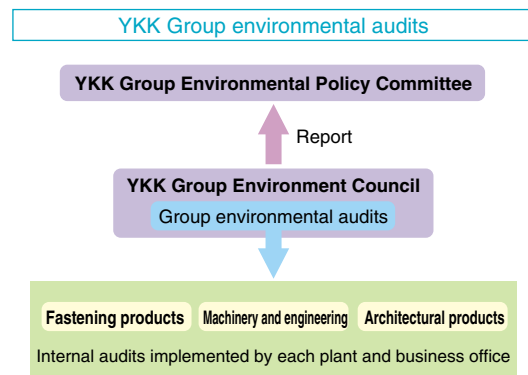 YKK Group environmental audits
YKK Group Environmental Policy Committee
Report
YKK Group Environment Council
Group environmental audits
Fastening products
Machinery and engineering
Architectural products
Internal audits implemented by each plant and business office